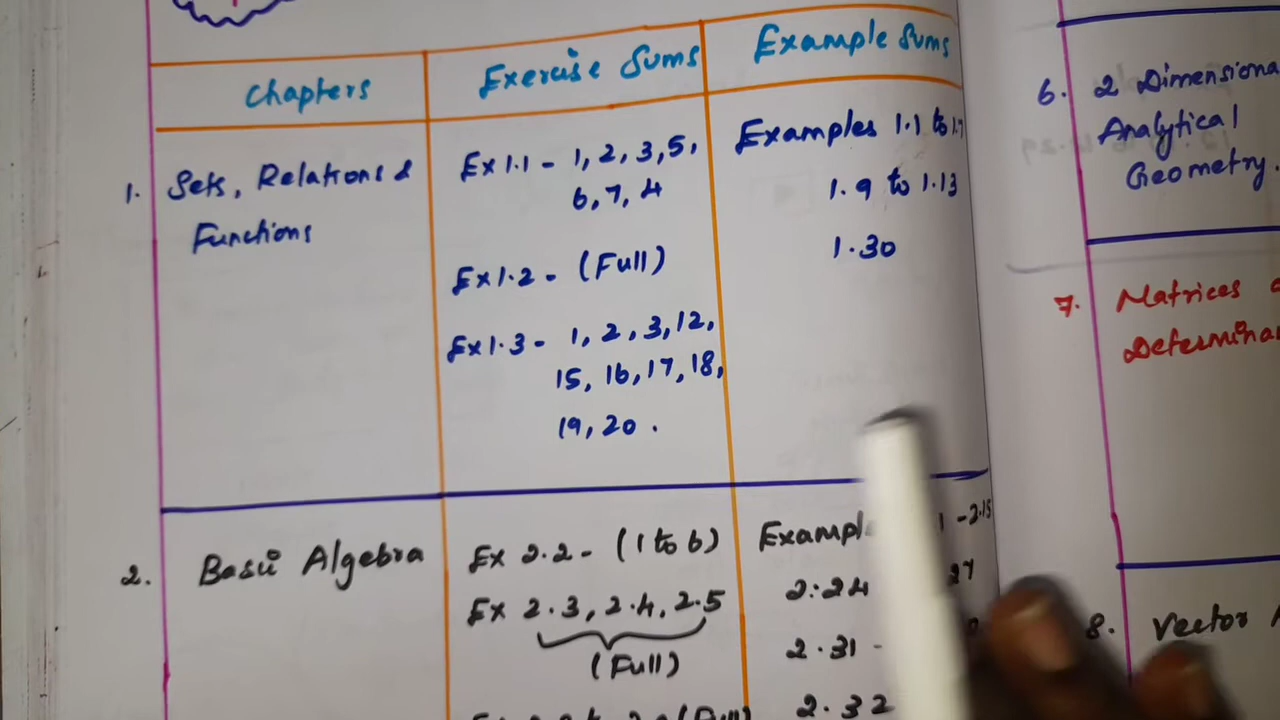 Chapters
Exercise Sums
Example Sums
1. Sets, Relations &
Functions
Ex 1.1 - 1, 2, 3, 5,
6, 7, 4
Ex 1.2 - (Full)
Ex 1.3 - 1, 2, 3, 12,
15, 16, 17, 18,
19, 20.
Examples 1.1 to
1.9 to 1.13
1.30
2. Basic Algebra
Ex 2.2 - (1 to 6)
Ex 2.3, 2.4, 2.5
(Full)
2.24
2.31 -
2.32
6. 2 Dimensiona
Analytical
Geometry.
7. Matrices
Determina
8. Vector